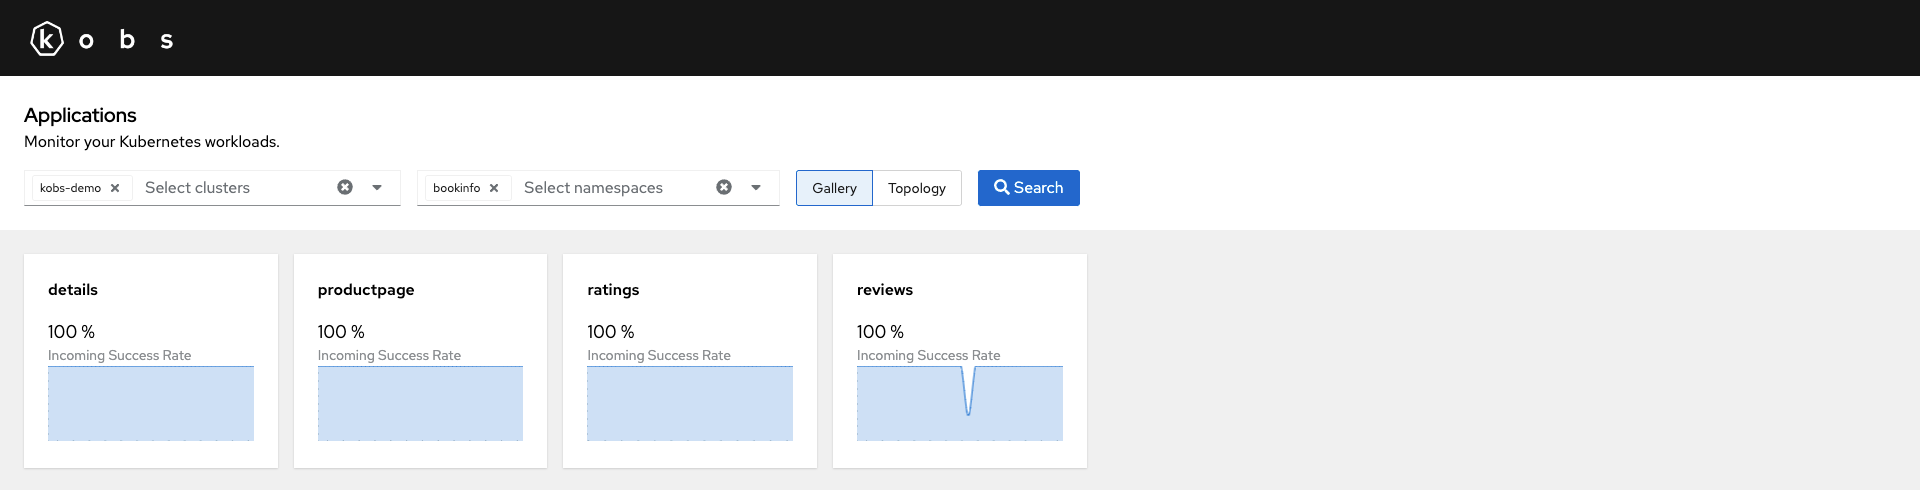 k o b s
Applications
Monitor your Kubernetes workloads.
kobs-demo Select clusters bookinfo Select namespaces Gallery Topology Search
details productpage ratings reviews
100 % 100 % 100 % 100 %
Incoming Success Rate Incoming Success Rate Incoming Success Rate Incoming Success Rate